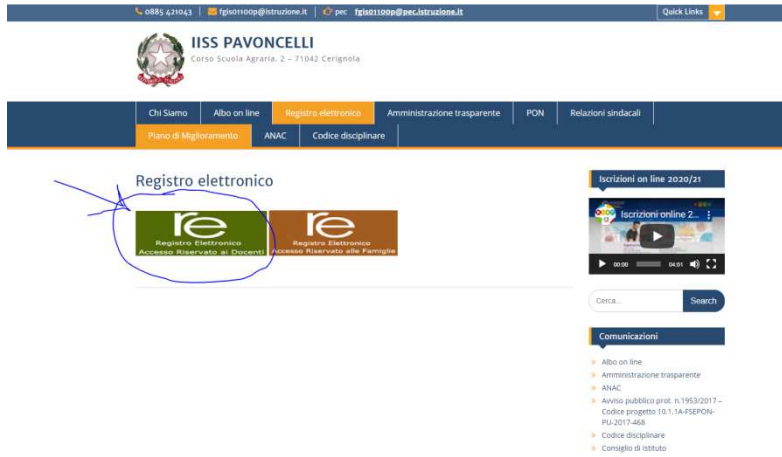 0885 421043 fgis01100p@istruzione.it pec fgis01100p@pec.istruzione.it Quick Links
IISS PAVONCELLI
Corso Scuola Agraria, 2 – 71042 Cerignola
Chi Siamo Albo on line Registro elettronico Amministrazione trasparente PON Relazioni sindacali
Piano di Miglioramento ANAC Codice disciplinare
Registro elettronico
re
Registro Elettronico
Accesso Riservato ai Docenti
re
Registro Elettronico
Accesso Riservato alle Famiglie
Iscrizioni on line 2020/21
Iscrizioni online 2...
00:00 04:01
Cerca... Search
Comunicazioni
Albo on line
Amministrazione trasparente
ANAC
Avviso pubblico prot. n.1953/2017 –
Codice progetto 10.1.1A-FSEPON-
PU-2017-468
Codice disciplinare
Consiglio di Istituto